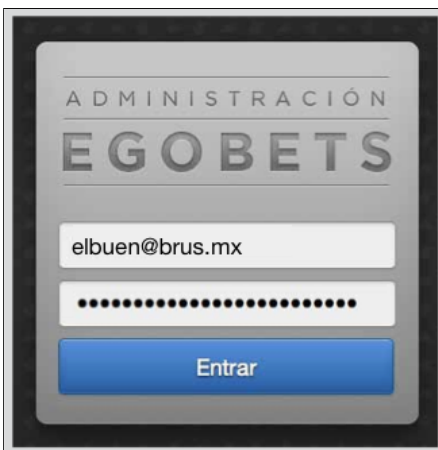 ADMINISTRACIÓN
EGOBETS
elbuen@brus.mx
•••••••••••••••••••••••••
Entrar